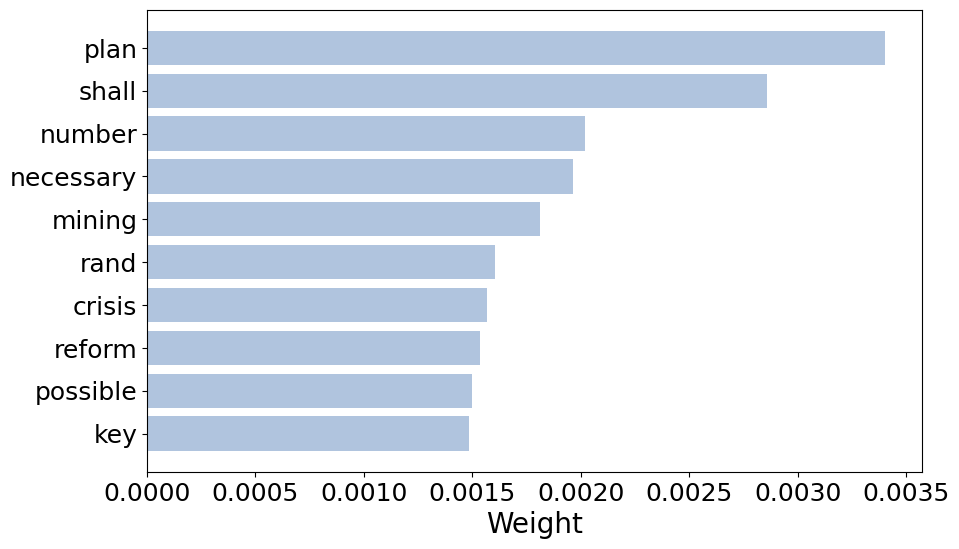 plan
shall
number
necessary
mining
rand
crisis
reform
possible
key
0.0000 0.0005 0.0010 0.0015 0.0020 0.0025 0.0030 0.0035
Weight